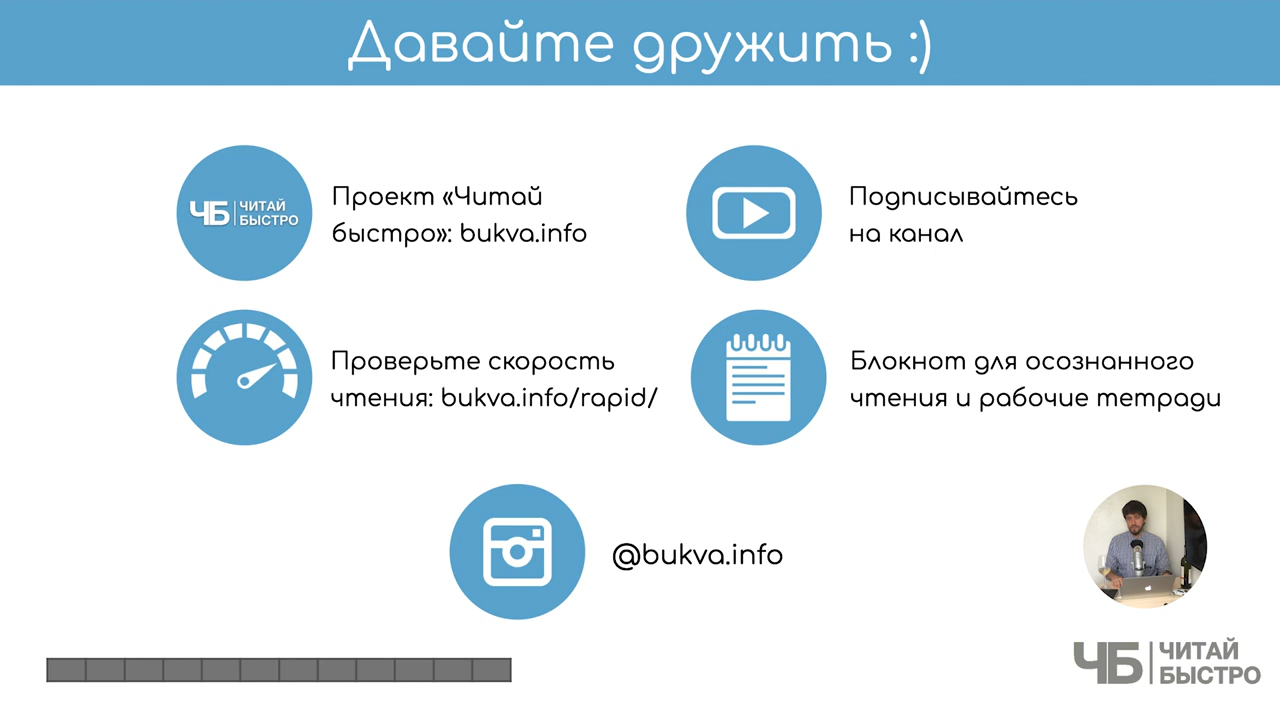 Давайте дружить :)
ЧБ ЧИТАЙ
БЫСТРО
Проект «Читай
быстро»: bukva.info
Подписывайтесь
на канал
Проверьте скорость
чтения: bukva.info/rapid/
Блокнот для осознанного
чтения и рабочие тетради
@bukva.info
ЧБ ЧИТАЙ
БЫСТРО